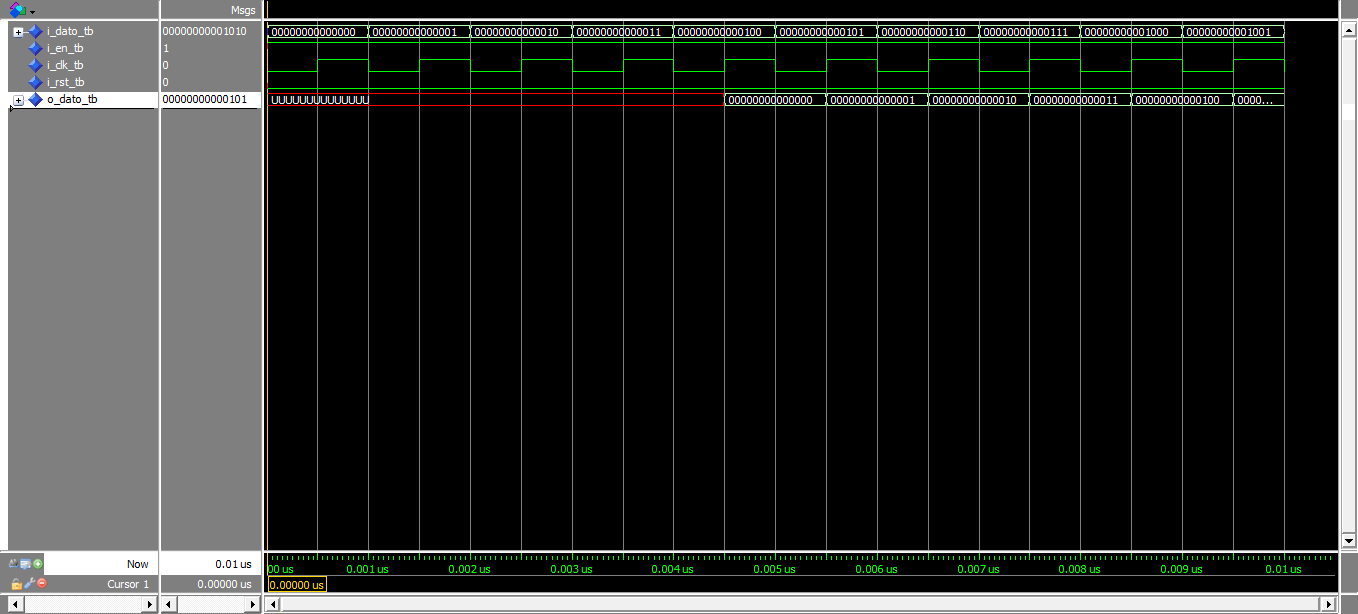 Msgs
i_dato_tb 00000000001010 00000000000000 00000000000001 00000000000010 00000000000011 00000000000100 00000000000101 00000000000110 00000000000111 00000000001000 00000000001001
i_en_tb 1
i_clk_tb 0
i_rst_tb 0
o_dato_tb 00000000000101 UUUUUUUUUUUUUU 00000000000000 00000000000001 00000000000010 00000000000011 00000000000100 0000...
Now 0.01 us 00 us 0.001 us 0.002 us 0.003 us 0.004 us 0.005 us 0.006 us 0.007 us 0.008 us 0.009 us 0.01 us
Cursor 1 0.00000 us 0.00000 us